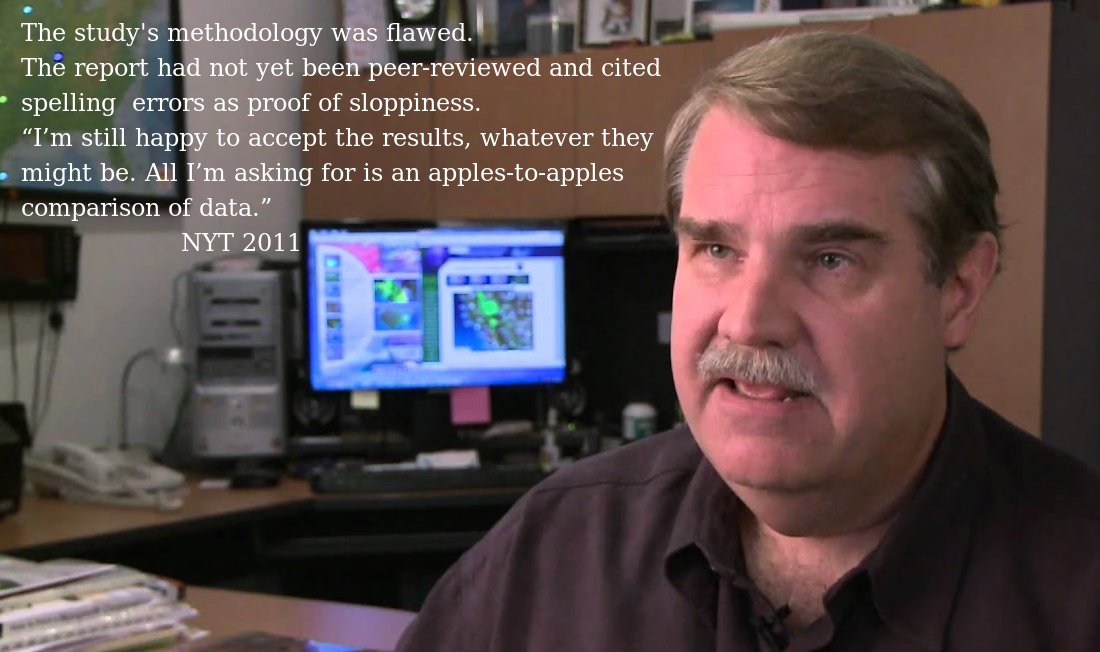 The study's methodology was flawed.
The report had not yet been peer-reviewed and cited
spelling  errors as proof of sloppiness.
“I’m still happy to accept the results, whatever they
might be. All I’m asking for is an apples-to-apples
comparison of data.”
NYT 2011